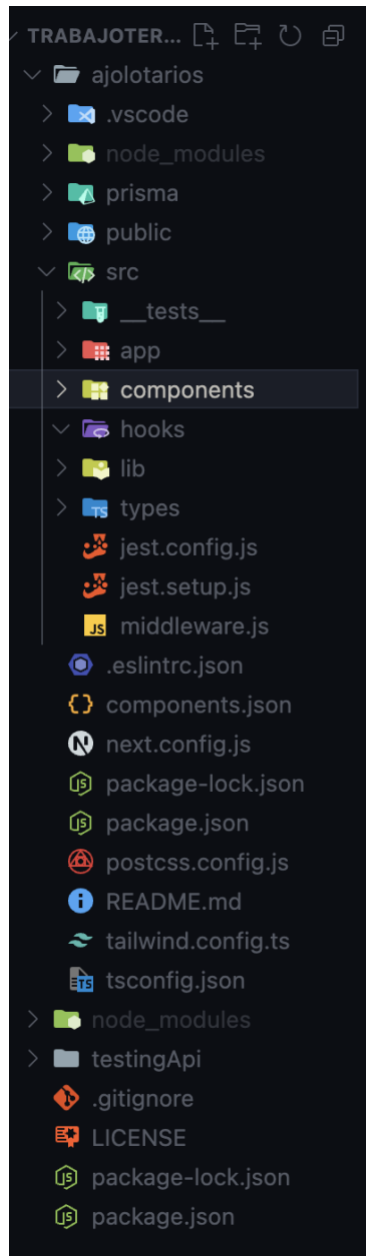 TRABAJOTER...
ajolotarios
.vscode
node_modules
prisma
public
src
__tests__
app
components
hooks
lib
types
jest.config.js
jest.setup.js
JS middleware.js
.eslintrc.json
components.json
next.config.js
package-lock.json
package.json
postcss.config.js
README.md
tailwind.config.ts
tsconfig.json
node_modules
testingApi
.gitignore
LICENSE
package-lock.json
package.json